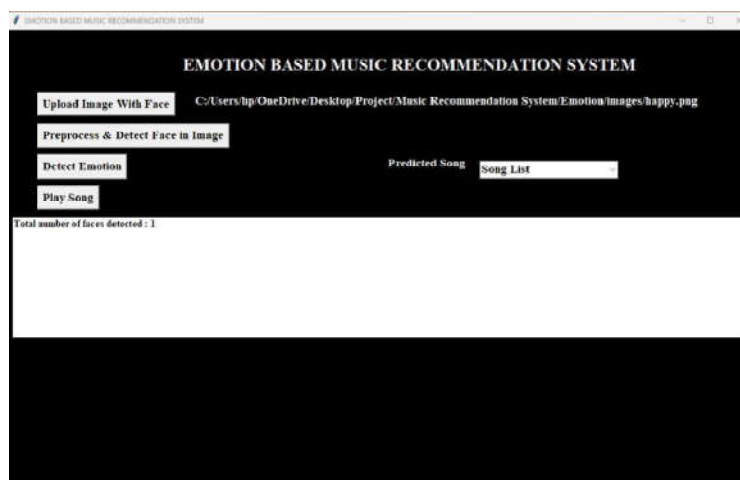 EMOTION BASED MUSIC RECOMMENDATION SYSTEM
EMOTION BASED MUSIC RECOMMENDATION SYSTEM
Upload Image With Face C:/Users/hp/OneDrive/Desktop/Project/Music Recommendation System/Emotion/images/happy.png
Preprocess & Detect Face in Image
Detect Emotion Predicted Song Song List
Play Song
Total number of faces detected : 1